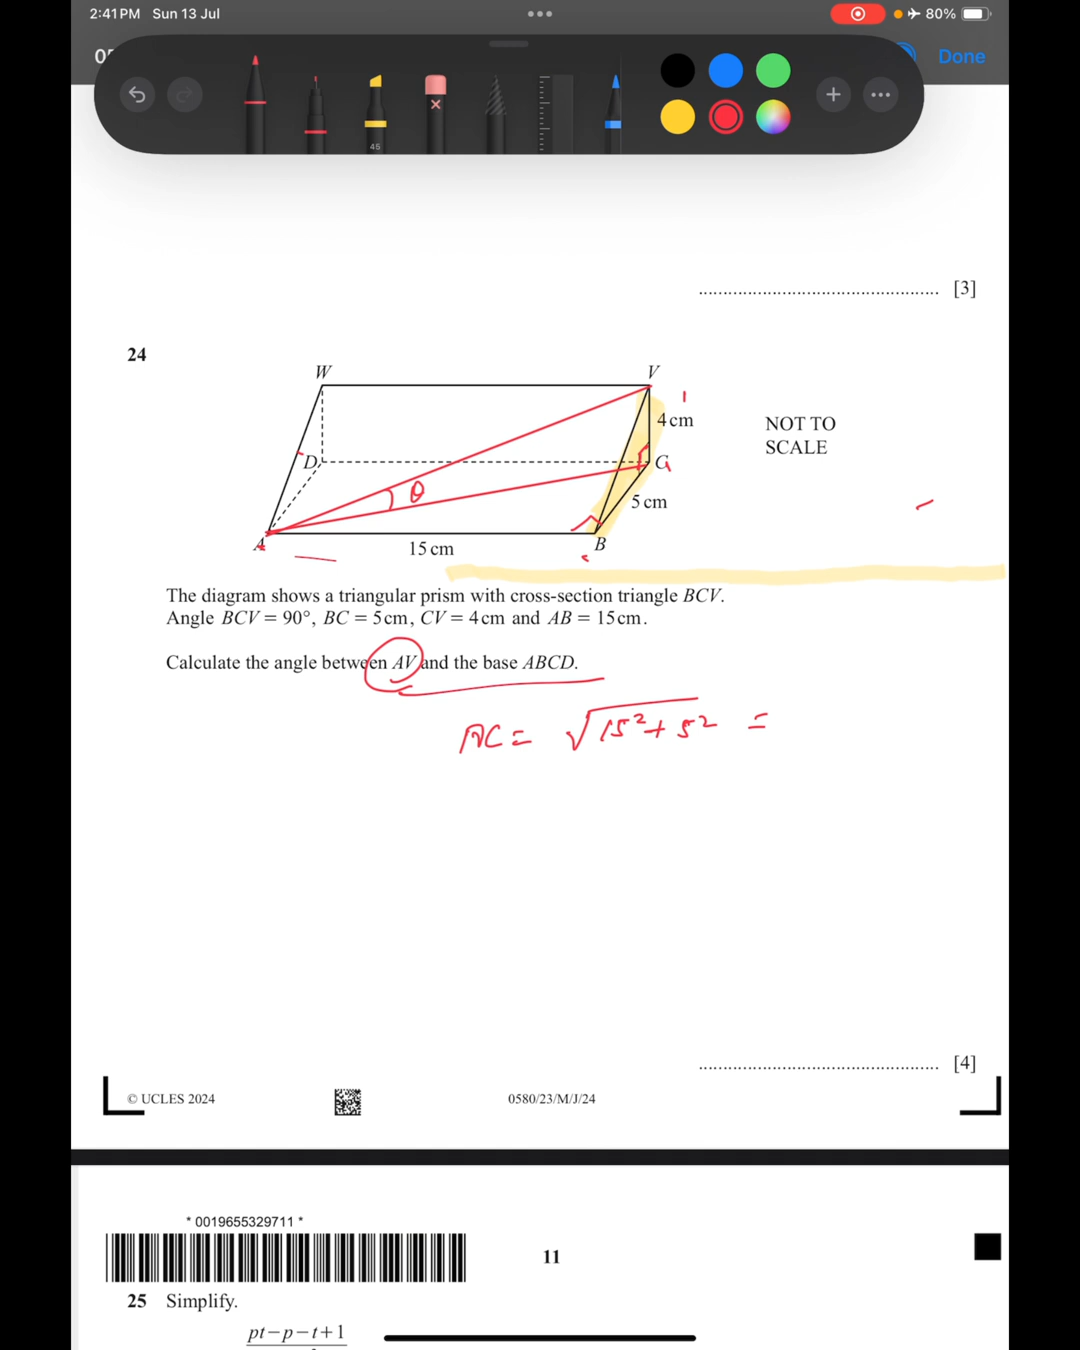 2:41 PM Sun 13 Jul
80%
Done
45
[3]
24
W
V
4 cm
NOT TO
SCALE
D
C
θ
5 cm
A
B
15 cm
The diagram shows a triangular prism with cross-section triangle BCV.
Angle BCV = 90°, BC = 5 cm, CV = 4 cm and AB = 15 cm.
Calculate the angle between AV and the base ABCD.
AC = √15² + 5² =
[4]
© UCLES 2024
0580/23/M/J/24
* 0019655329711 *
11
25 Simplify.
pt – p – t + 1